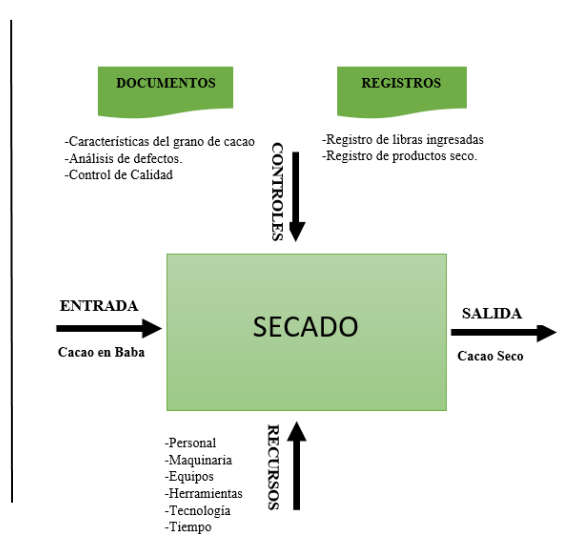 DOCUMENTOS
-Características del grano de cacao
-Análisis de defectos.
-Control de Calidad
REGISTROS
-Registro de libras ingresadas
-Registro de productos seco.
CONTROLES
ENTRADA
Cacao en Baba
SECADO
SALIDA
Cacao Seco
RECURSOS
-Personal
-Maquinaria
-Equipos
-Herramientas
-Tecnología
-Tiempo